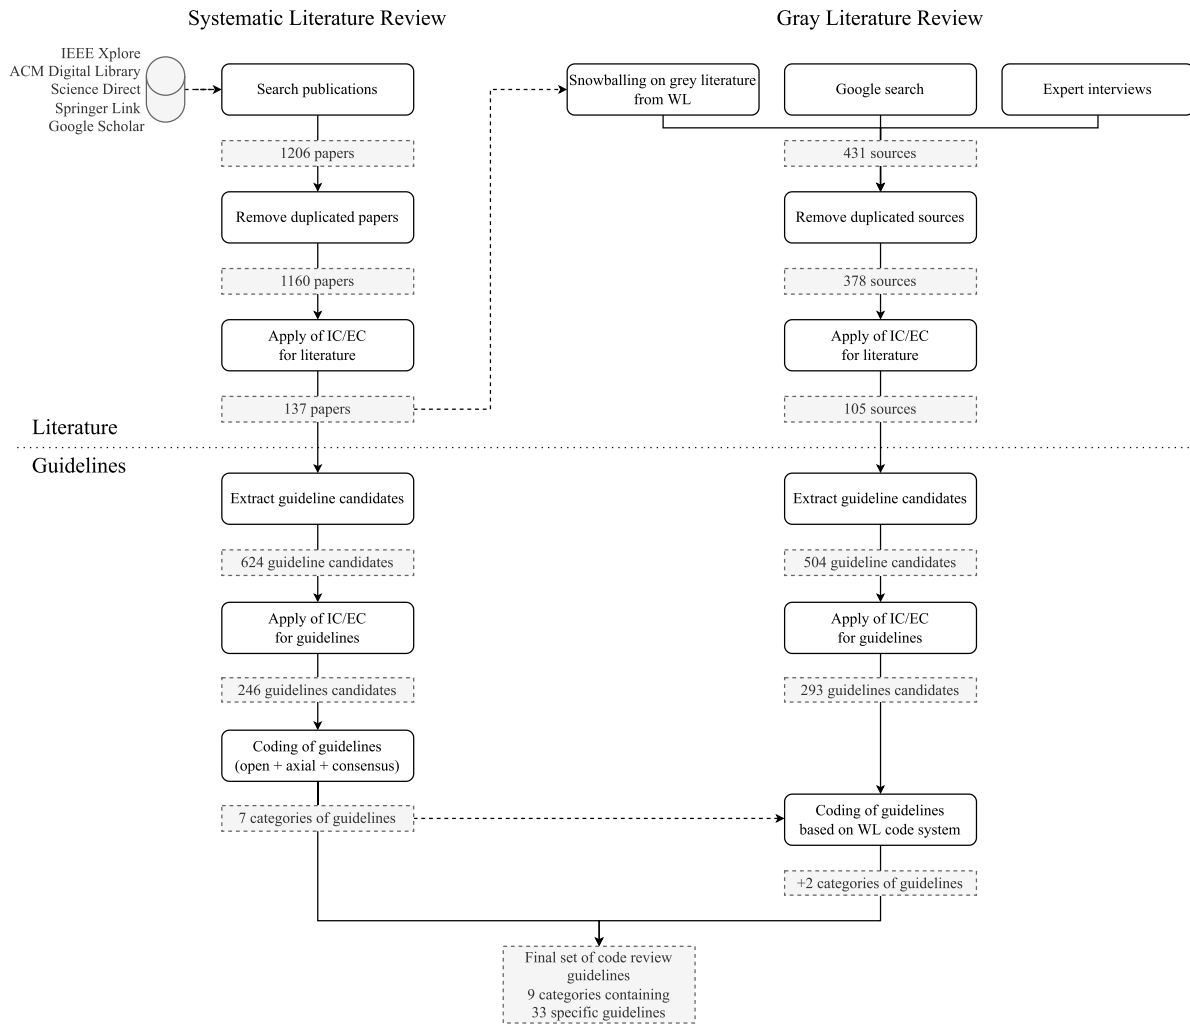 Systematic Literature Review
Gray Literature Review
IEEE Xplore
ACM Digital Library
Science Direct
Springer Link
Google Scholar
Search publications
Snowballing on grey literature
from WL
Google search
Expert interviews
1206 papers
431 sources
Remove duplicated papers
Remove duplicated sources
1160 papers
378 sources
Apply of IC/EC
for literature
Apply of IC/EC
for literature
137 papers
105 sources
Literature
Guidelines
Extract guideline candidates
Extract guideline candidates
624 guideline candidates
504 guideline candidates
Apply of IC/EC
for guidelines
Apply of IC/EC
for guidelines
246 guidelines candidates
293 guidelines candidates
Coding of guidelines
(open + axial + consensus)
7 categories of guidelines
Coding of guidelines
based on WL code system
+2 categories of guidelines
Final set of code review
guidelines
9 categories containing
33 specific guidelines